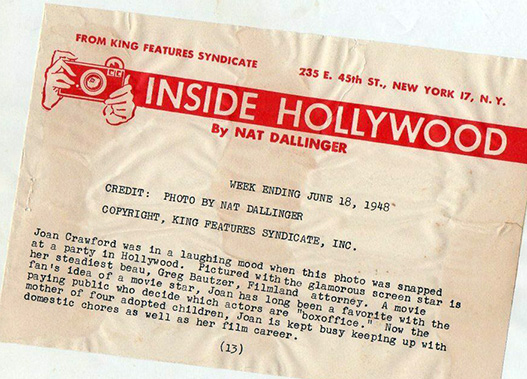 FROM KING FEATURES SYNDICATE
235 E. 45th ST., NEW YORK 17, N. Y.
INSIDE HOLLYWOOD
By NAT DALLINGER
WEEK ENDING JUNE 18, 1948
CREDIT: PHOTO BY NAT DALLINGER
COPYRIGHT, KING FEATURES SYNDICATE, INC.
Joan Crawford was in a laughing mood when this photo was snapped
at a party in Hollywood. Pictured with the glamorous screen star is
her steadiest beau, Greg Bautzer, Filmland attorney. A movie
fan's idea of a movie star, Joan has long been a favorite with the
paying public who decide which actors are "boxoffice." Now the
mother of four adopted children, Joan is kept busy keeping up with
domestic chores as well as her film career.
(13)